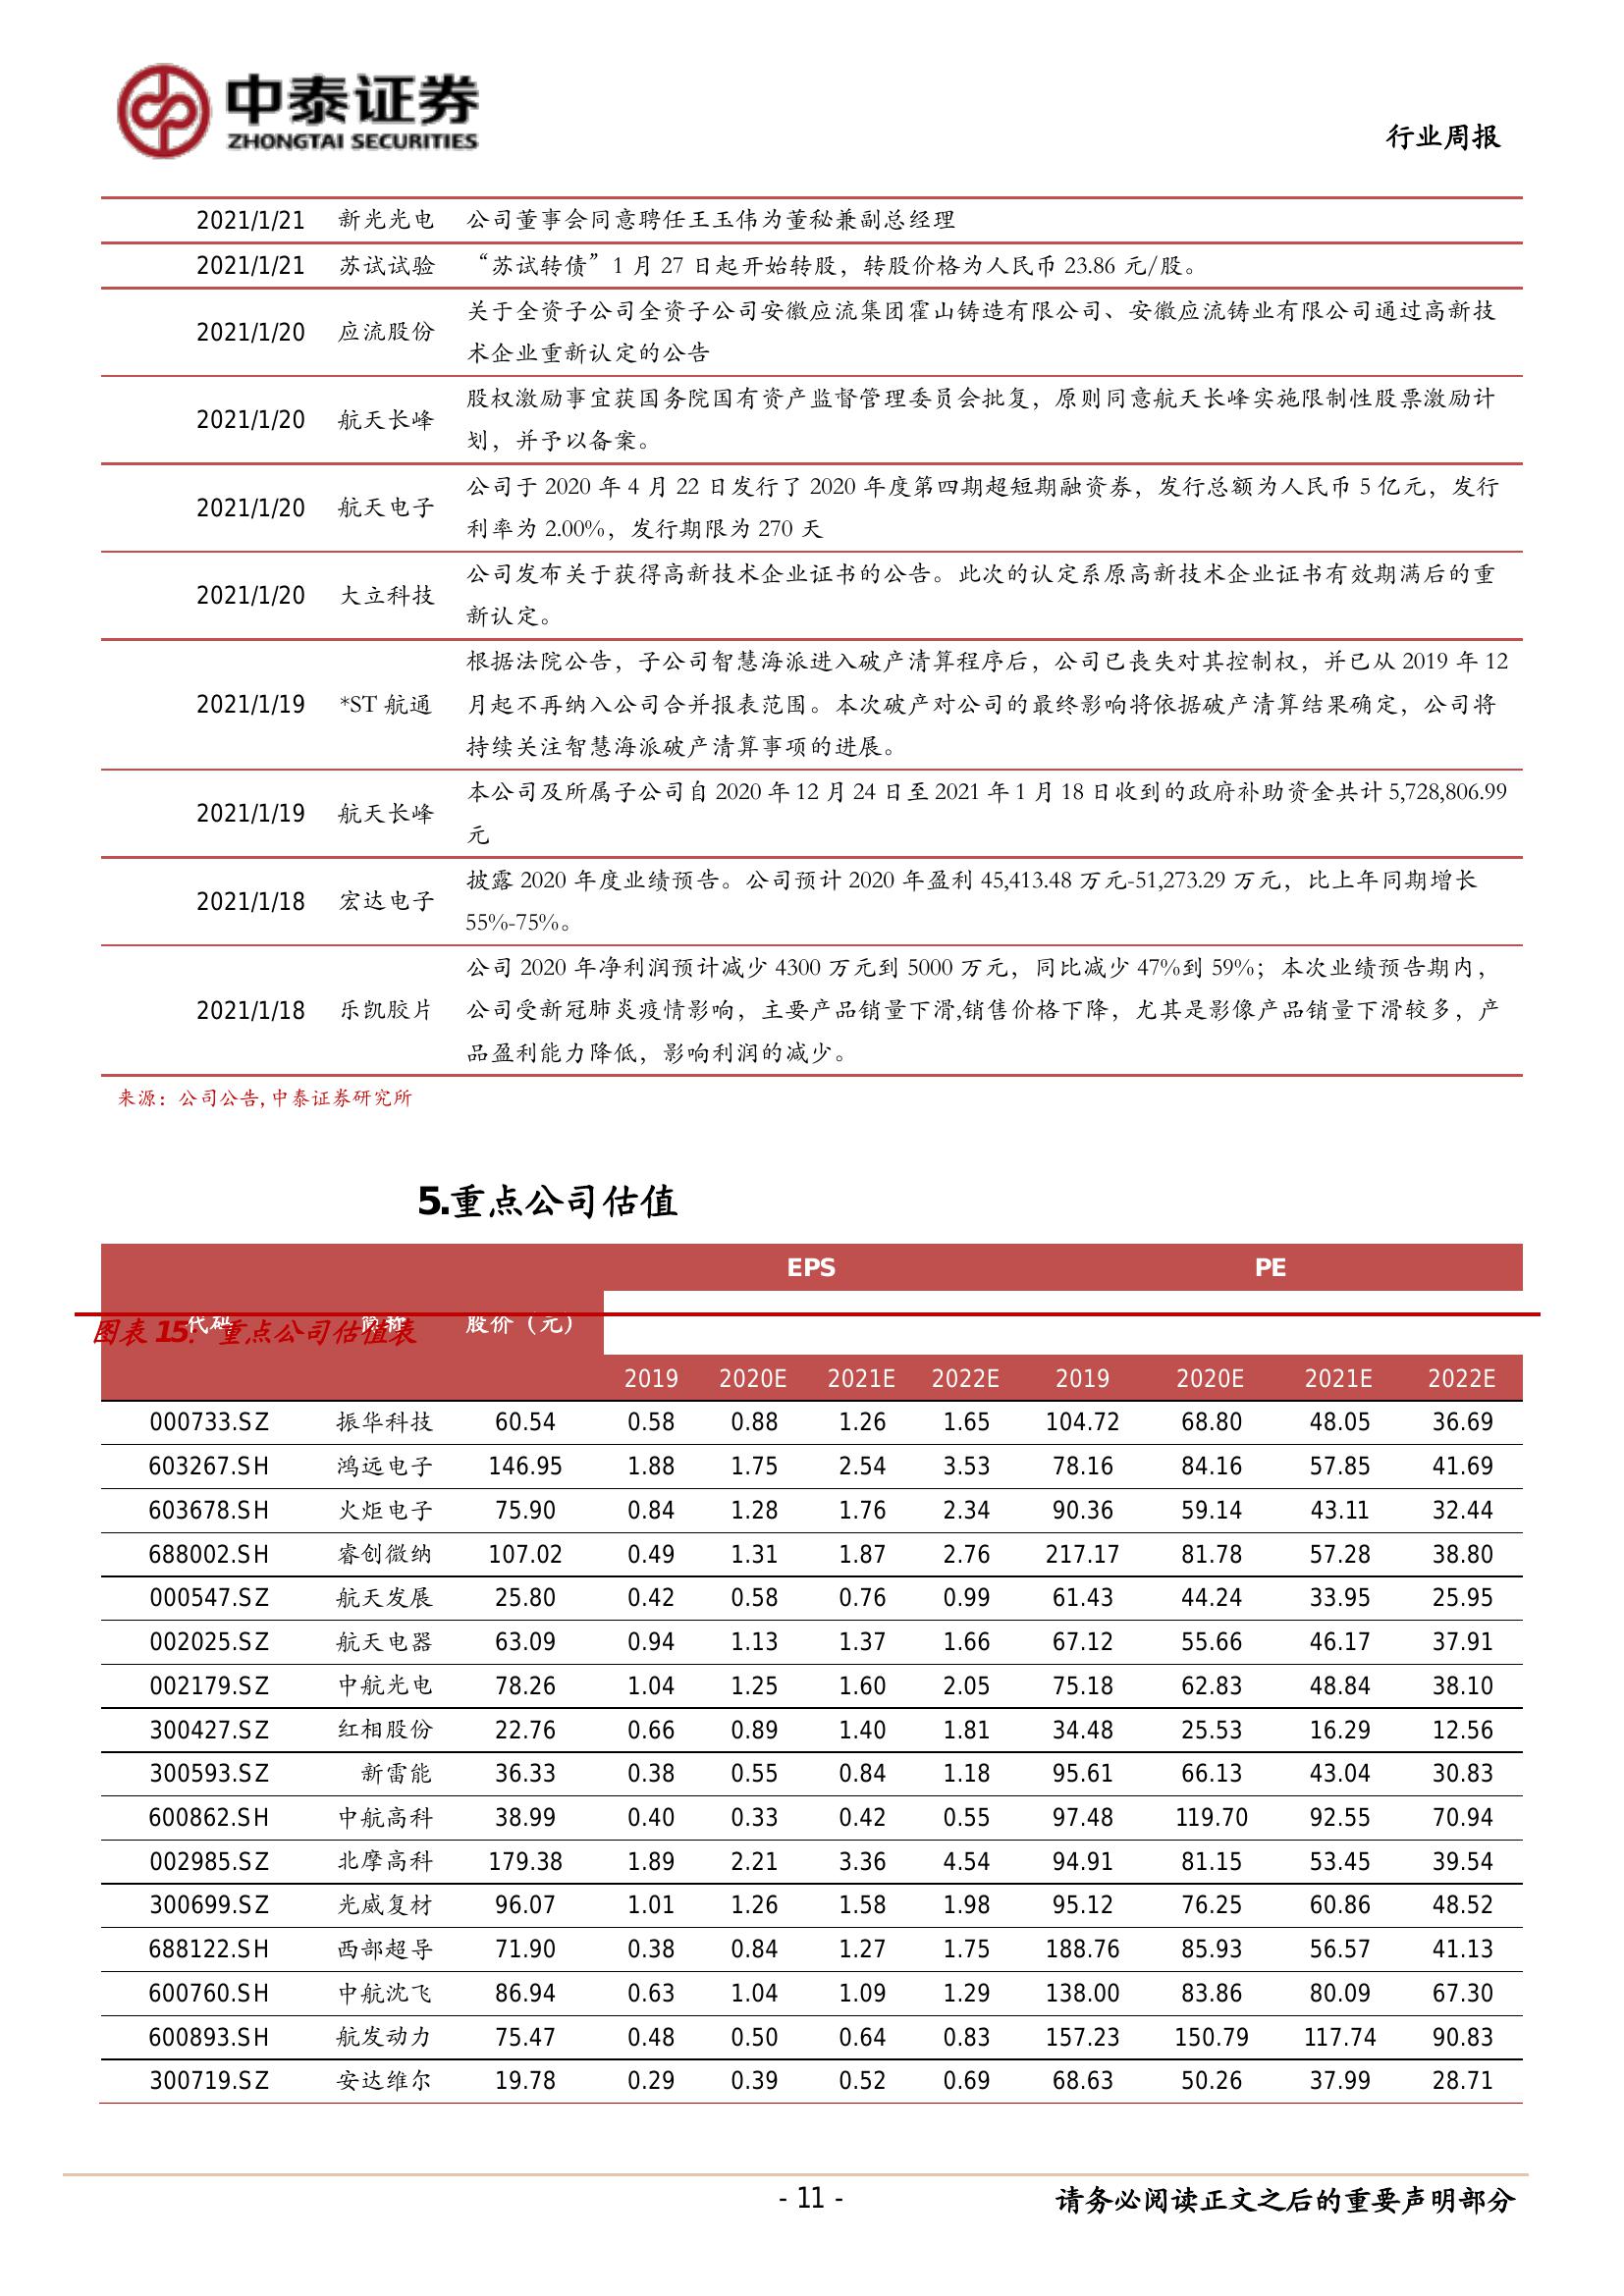 中泰证券
ZHONGTAI SECURITIES
行业周报
2021/1/21 新光光电 公司董事会同意聘任王玉伟为董秘兼副总经理
2021/1/21 苏试试验 “苏试转债”1 月 27 日起开始转股，转股价格为人民币 23.86 元/股。
2021/1/20 应流股份 关于全资子公司全资子公司安徽应流集团霍山铸造有限公司、安徽应流铸业有限公司通过高新技
术企业重新认定的公告
2021/1/20 航天长峰 股权激励事宜获国务院国有资产监督管理委员会批复，原则同意航天长峰实施限制性股票激励计
划，并予以备案。
2021/1/20 航天电子 公司于 2020 年 4 月 22 日发行了 2020 年度第四期超短期融资券，发行总额为人民币 5 亿元，发行
利率为 2.00%，发行期限为 270 天
2021/1/20 大立科技 公司发布关于获得高新技术企业证书的公告。此次的认定系原高新技术企业证书有效期满后的重
新认定。
2021/1/19 *ST 航通 根据法院公告，子公司智慧海派进入破产清算程序后，公司已丧失对其控制权，并已从 2019 年 12
月起不再纳入公司合并报表范围。本次破产对公司的最终影响将依据破产清算结果确定，公司将
持续关注智慧海派破产清算事项的进展。
2021/1/19 航天长峰 本公司及所属子公司自 2020 年 12 月 24 日至 2021 年 1 月 18 日收到的政府补助资金共计 5,728,806.99
元
2021/1/18 宏达电子 披露 2020 年度业绩预告。公司预计 2020 年盈利 45,413.48 万元-51,273.29 万元，比上年同期增长
55%-75%。
2021/1/18 乐凯胶片 公司 2020 年净利润预计减少 4300 万元到 5000 万元，同比减少 47%到 59%；本次业绩预告期内，
公司受新冠肺炎疫情影响，主要产品销量下滑,销售价格下降，尤其是影像产品销量下滑较多，产
品盈利能力降低，影响利润的减少。
来源：公司公告,中泰证券研究所
5.重点公司估值
EPS PE
代码 简称 股价（元）
图表 15：重点公司估值表
2019 2020E 2021E 2022E 2019 2020E 2021E 2022E
000733.SZ 振华科技 60.54 0.58 0.88 1.26 1.65 104.72 68.80 48.05 36.69
603267.SH 鸿远电子 146.95 1.88 1.75 2.54 3.53 78.16 84.16 57.85 41.69
603678.SH 火炬电子 75.90 0.84 1.28 1.76 2.34 90.36 59.14 43.11 32.44
688002.SH 睿创微纳 107.02 0.49 1.31 1.87 2.76 217.17 81.78 57.28 38.80
000547.SZ 航天发展 25.80 0.42 0.58 0.76 0.99 61.43 44.24 33.95 25.95
002025.SZ 航天电器 63.09 0.94 1.13 1.37 1.66 67.12 55.66 46.17 37.91
002179.SZ 中航光电 78.26 1.04 1.25 1.60 2.05 75.18 62.83 48.84 38.10
300427.SZ 红相股份 22.76 0.66 0.89 1.40 1.81 34.48 25.53 16.29 12.56
300593.SZ 新雷能 36.33 0.38 0.55 0.84 1.18 95.61 66.13 43.04 30.83
600862.SH 中航高科 38.99 0.40 0.33 0.42 0.55 97.48 119.70 92.55 70.94
002985.SZ 北摩高科 179.38 1.89 2.21 3.36 4.54 94.91 81.15 53.45 39.54
300699.SZ 光威复材 96.07 1.01 1.26 1.58 1.98 95.12 76.25 60.86 48.52
688122.SH 西部超导 71.90 0.38 0.84 1.27 1.75 188.76 85.93 56.57 41.13
600760.SH 中航沈飞 86.94 0.63 1.04 1.09 1.29 138.00 83.86 80.09 67.30
600893.SH 航发动力 75.47 0.48 0.50 0.64 0.83 157.23 150.79 117.74 90.83
300719.SZ 安达维尔 19.78 0.29 0.39 0.52 0.69 68.63 50.26 37.99 28.71
- 11 -
请务必阅读正文之后的重要声明部分